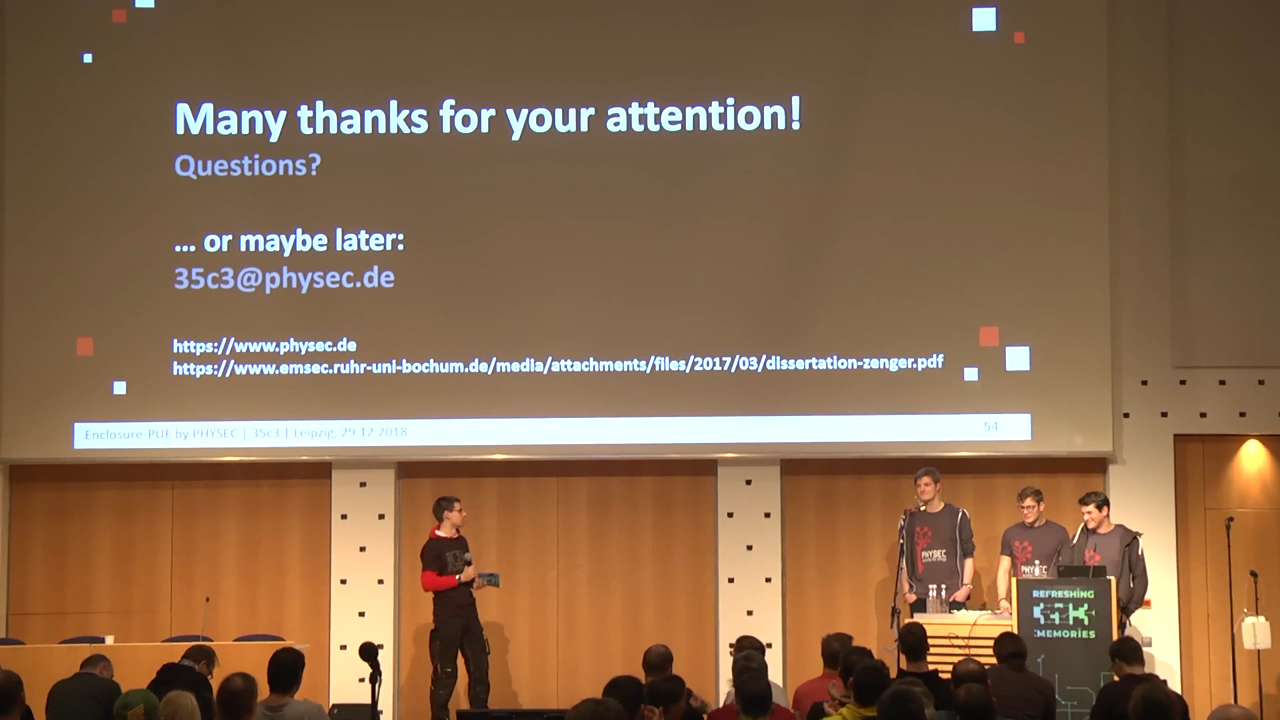 Many thanks for your attention!
Questions?
... or maybe later:
35c3@physec.de
https://www.physec.de
https://www.emsec.ruhr-uni-bochum.de/media/attachments/files/2017/03/dissertation-zenger.pdf
Enclosure-PUF by PHYSEC | 35c3 | Leipzig, 29.12.2018
54
PHYSEC
REFRESHING
MEMORIES